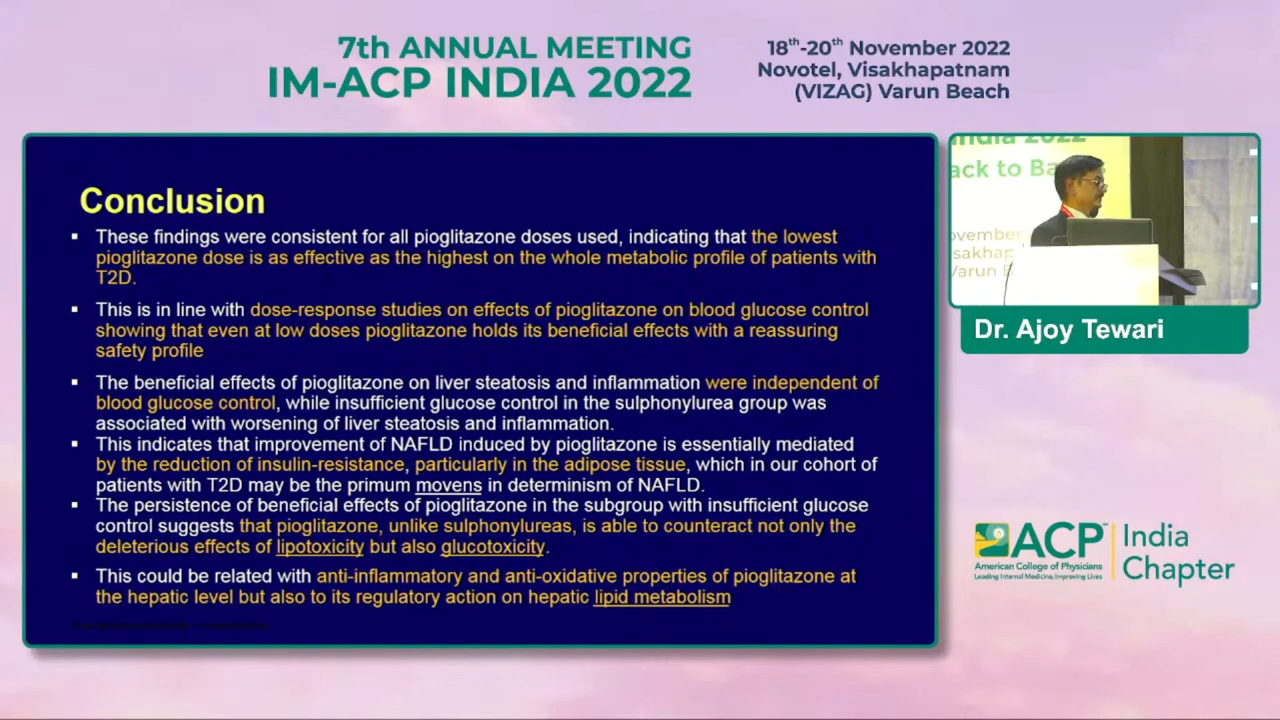 7th ANNUAL MEETING
IM-ACP INDIA 2022
18th-20th November 2022
Novotel, Visakhapatnam
(VIZAG) Varun Beach
Conclusion
▪ These findings were consistent for all pioglitazone doses used, indicating that the lowest
pioglitazone dose is as effective as the highest on the whole metabolic profile of patients with
T2D.
▪ This is in line with dose-response studies on effects of pioglitazone on blood glucose control
showing that even at low doses pioglitazone holds its beneficial effects with a reassuring
safety profile
▪ The beneficial effects of pioglitazone on liver steatosis and inflammation were independent of
blood glucose control, while insufficient glucose control in the sulphonylurea group was
associated with worsening of liver steatosis and inflammation.
▪ This indicates that improvement of NAFLD induced by pioglitazone is essentially mediated
by the reduction of insulin-resistance, particularly in the adipose tissue, which in our cohort of
patients with T2D may be the primum movens in determinism of NAFLD.
▪ The persistence of beneficial effects of pioglitazone in the subgroup with insufficient glucose
control suggests that pioglitazone, unlike sulphonylureas, is able to counteract not only the
deleterious effects of lipotoxicity but also glucotoxicity.
▪ This could be related with anti-inflammatory and anti-oxidative properties of pioglitazone at
the hepatic level but also to its regulatory action on hepatic lipid metabolism
India 2022
ack to Ba
ovember
sakhap
Varun B
Dr. Ajoy Tewari
ACP™
American College of Physicians
Leading Internal Medicine, Improving Lives
India
Chapter